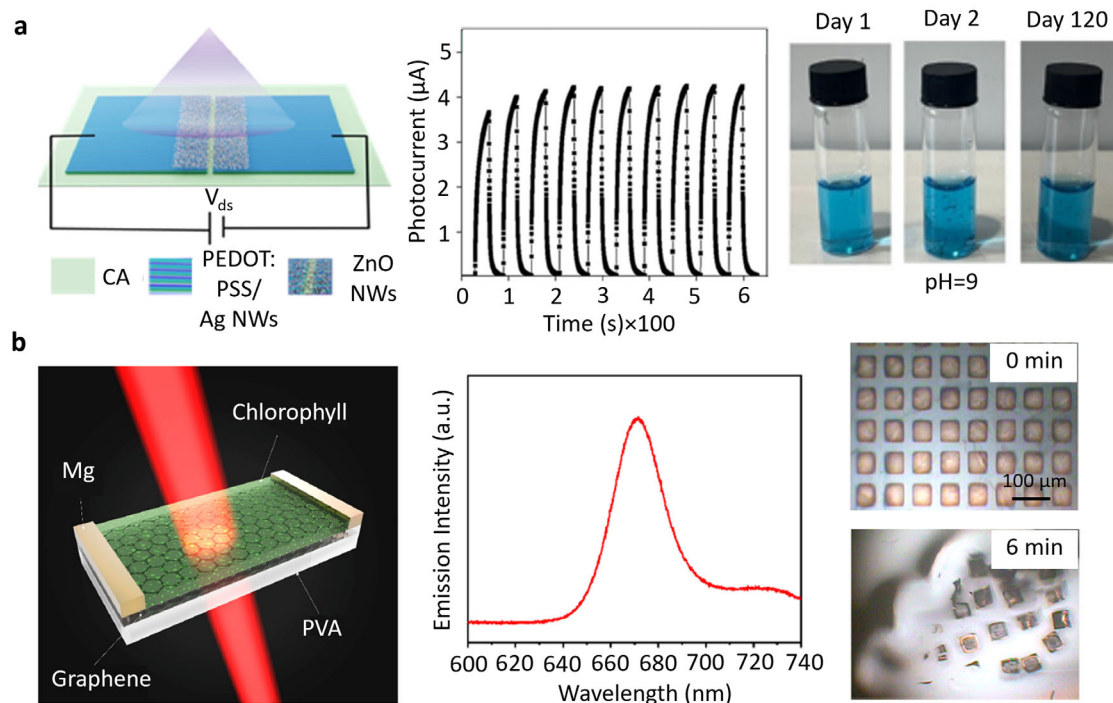 a
V_ds
CA
PEDOT:
PSS/
Ag NWs
ZnO
NWs
Photocurrent (μA)
5
4
3
2
1
0 1 2 3 4 5 6
Time (s)×100
Day 1
Day 2
Day 120
pH=9
b
Chlorophyll
Mg
PVA
Graphene
Emission Intensity (a.u.)
600 620 640 660 680 700 720 740
Wavelength (nm)
0 min
100 μm
6 min